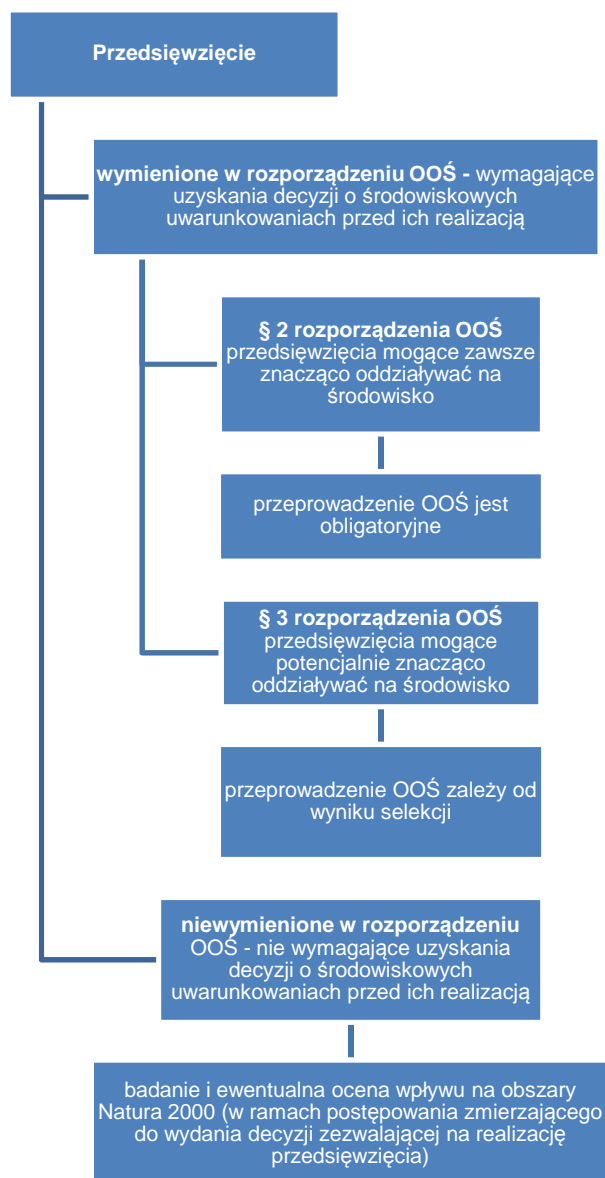 Przedsięwzięcie
wymienione w rozporządzeniu OOŚ - wymagające
uzyskania decyzji o środowiskowych
uwarunkowaniach przed ich realizacją
§ 2 rozporządzenia OOŚ
przedsięwzięcia mogące zawsze
znacząco oddziaływać na
środowisko
przeprowadzenie OOŚ jest
obligatoryjne
§ 3 rozporządzenia OOŚ
przedsięwzięcia mogące
potencjalnie znacząco
oddziaływać na środowisko
przeprowadzenie OOŚ zależy od
wyniku selekcji
niewymienione w rozporządzeniu
OOŚ - nie wymagające uzyskania
decyzji o środowiskowych
uwarunkowaniach przed ich realizacją
badanie i ewentualna ocena wpływu na obszary
Natura 2000 (w ramach postępowania zmierzającego
do wydania decyzji zezwalającej na realizację
przedsięwzięcia)